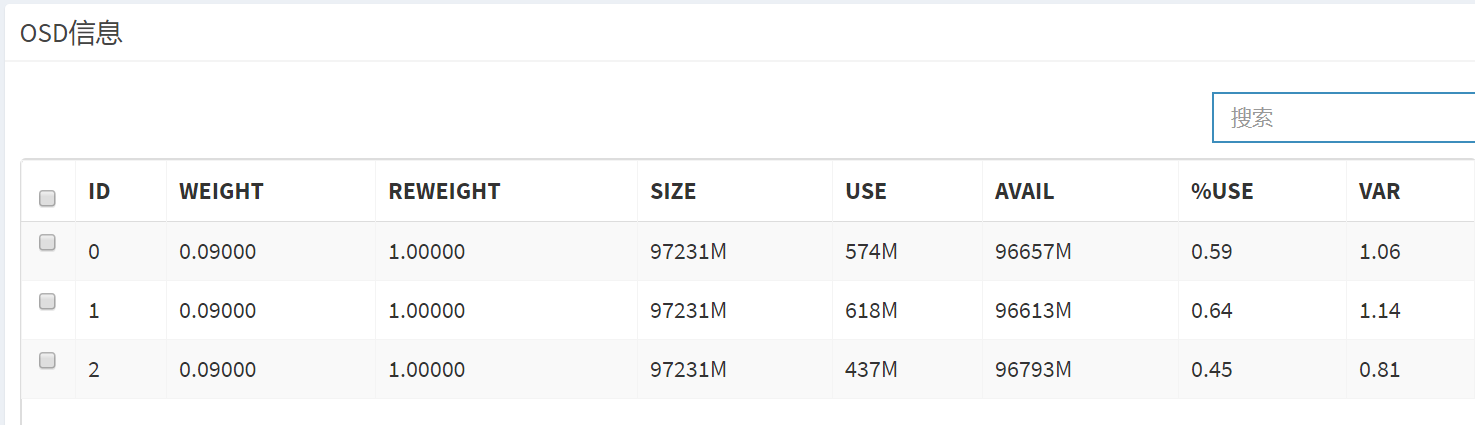 OSD信息
搜索
ID WEIGHT REWEIGHT SIZE USE AVAIL %USE VAR
0 0.09000 1.00000 97231M 574M 96657M 0.59 1.06
1 0.09000 1.00000 97231M 618M 96613M 0.64 1.14
2 0.09000 1.00000 97231M 437M 96793M 0.45 0.81